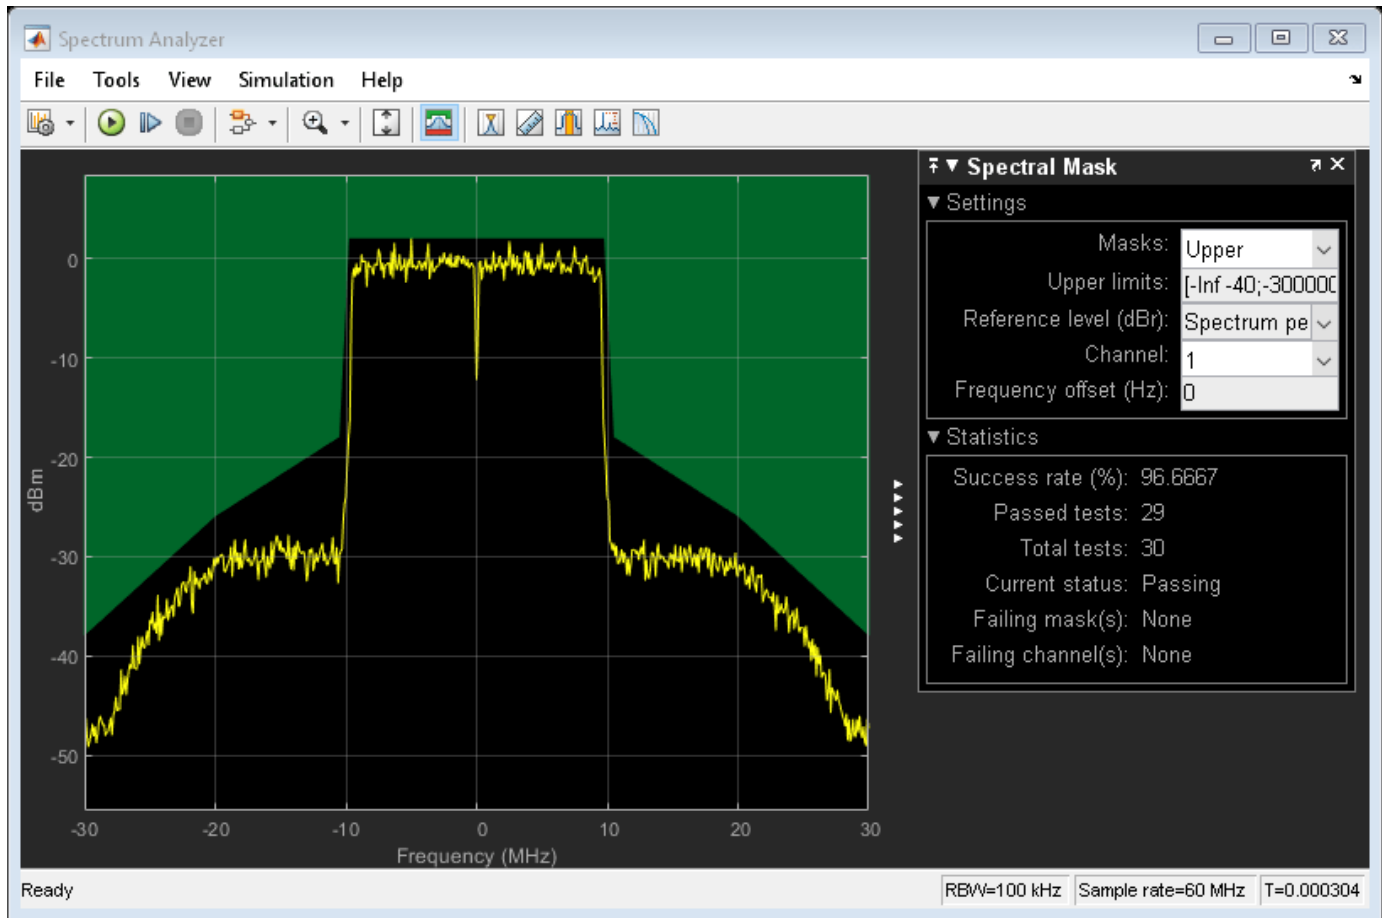 Spectrum Analyzer
File Tools View Simulation Help
Spectral Mask
Settings
Masks: Upper
Upper limits: [-Inf -40;-300000
Reference level (dBr): Spectrum pe
Channel: 1
Frequency offset (Hz): 0
Statistics
Success rate (%): 96.6667
Passed tests: 29
Total tests: 30
Current status: Passing
Failing mask(s): None
Failing channel(s): None
0
-10
-20
-30
-40
-50
dBm
-30 -20 -10 0 10 20 30
Frequency (MHz)
Ready RBW=100 kHz Sample rate=60 MHz T=0.000304